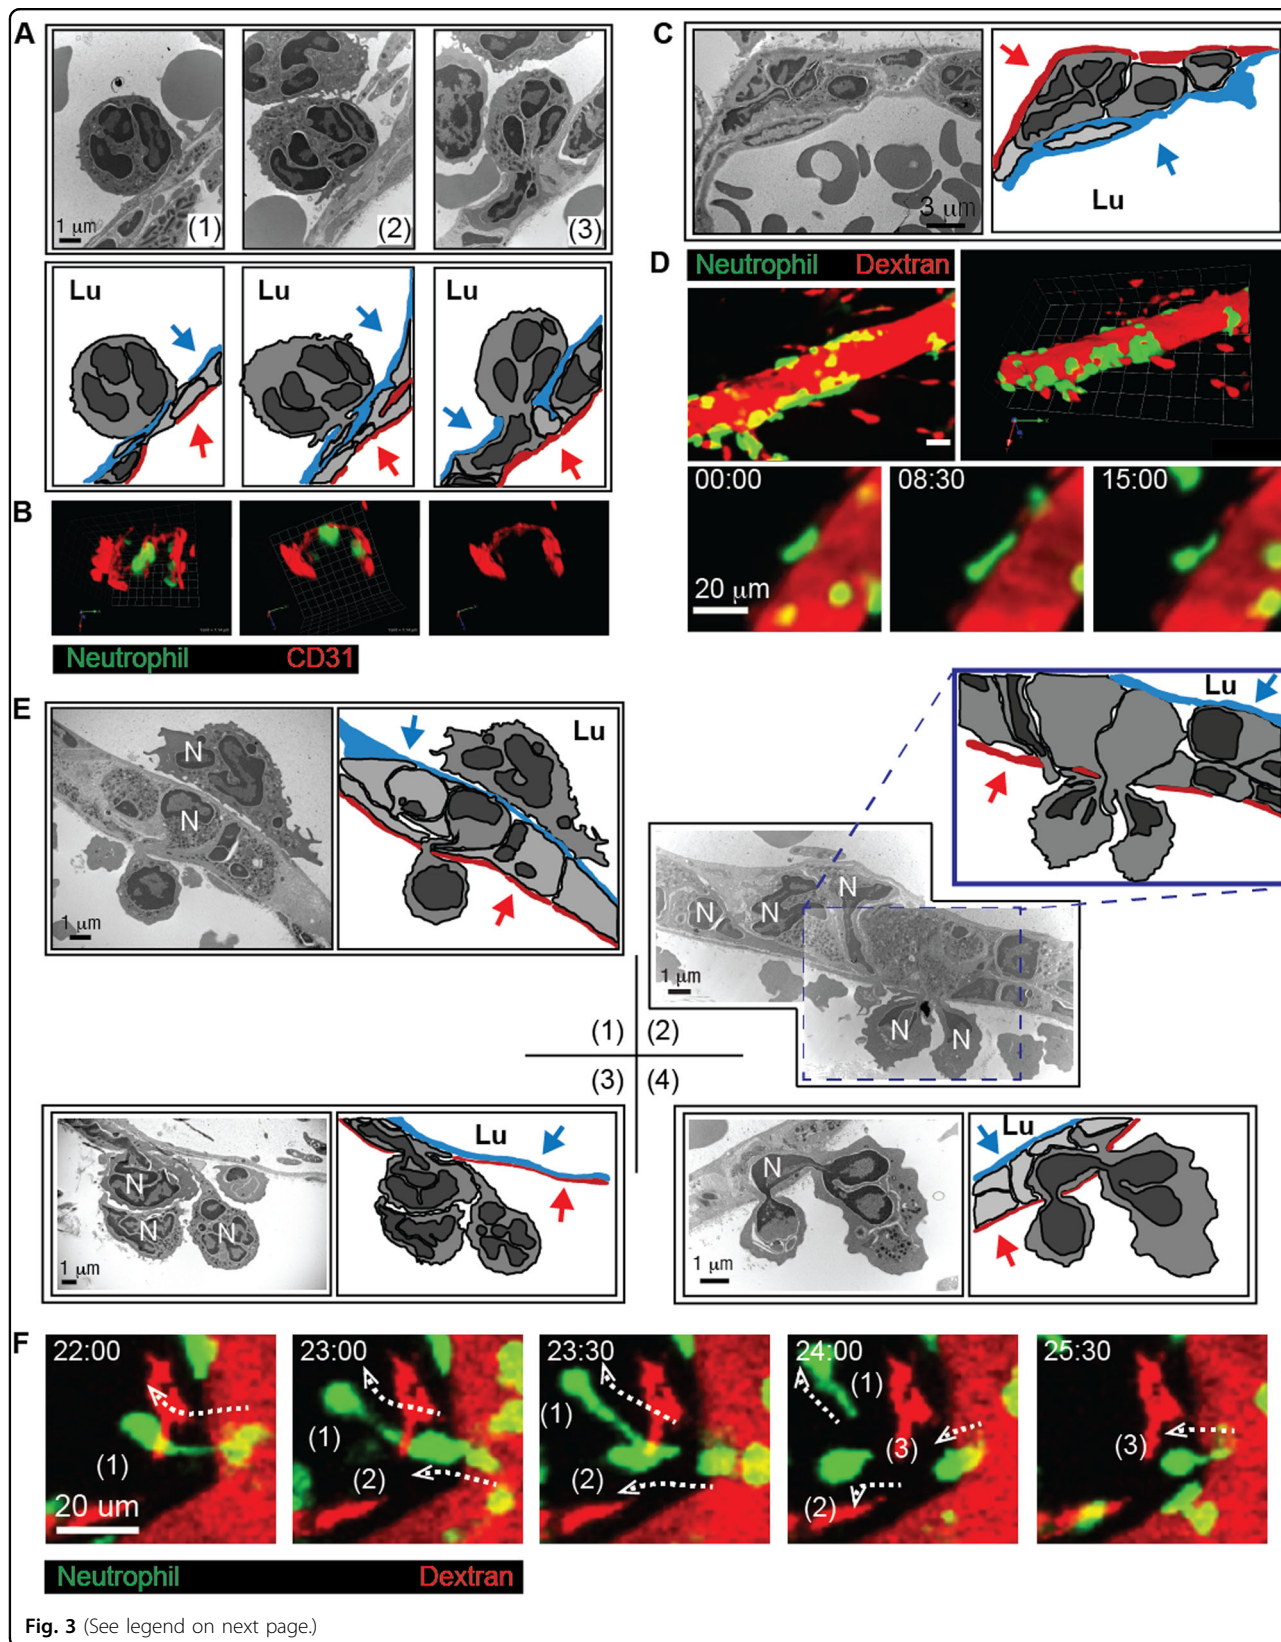 A
1 μm
(1)
(2)
(3)
Lu
Lu
Lu
B
Neutrophil CD31
C
3 μm
Lu
D
Neutrophil Dextran
00:00
08:30
15:00
20 μm
E
N
N
1 μm
Lu
Lu
N
N
N
N
N
1 μm
(1) (2)
(3) (4)
N
N
N
1 μm
Lu
N
1 μm
Lu
F
22:00
(1)
20 um
23:00
(1)
(2)
23:30
(1)
(2)
24:00
(1)
(3)
(2)
25:30
(3)
Neutrophil Dextran
Fig. 3 (See legend on next page.)